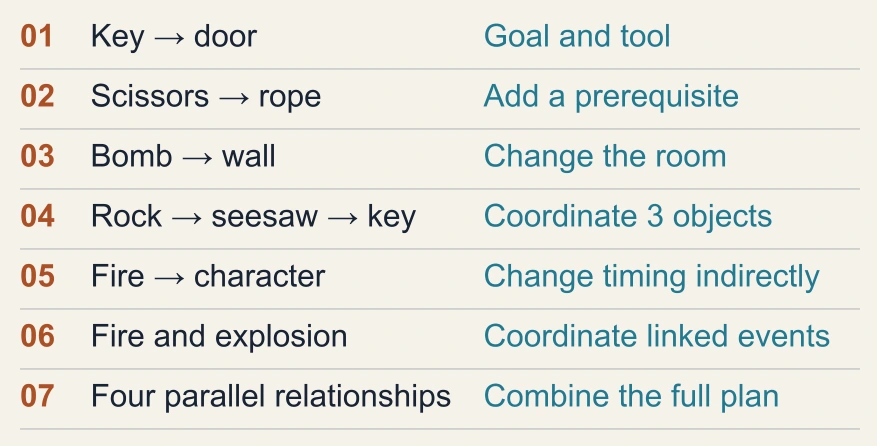 01 Key → door Goal and tool
02 Scissors → rope Add a prerequisite
03 Bomb → wall Change the room
04 Rock → seesaw → key Coordinate 3 objects
05 Fire → character Change timing indirectly
06 Fire and explosion Coordinate linked events
07 Four parallel relationships Combine the full plan